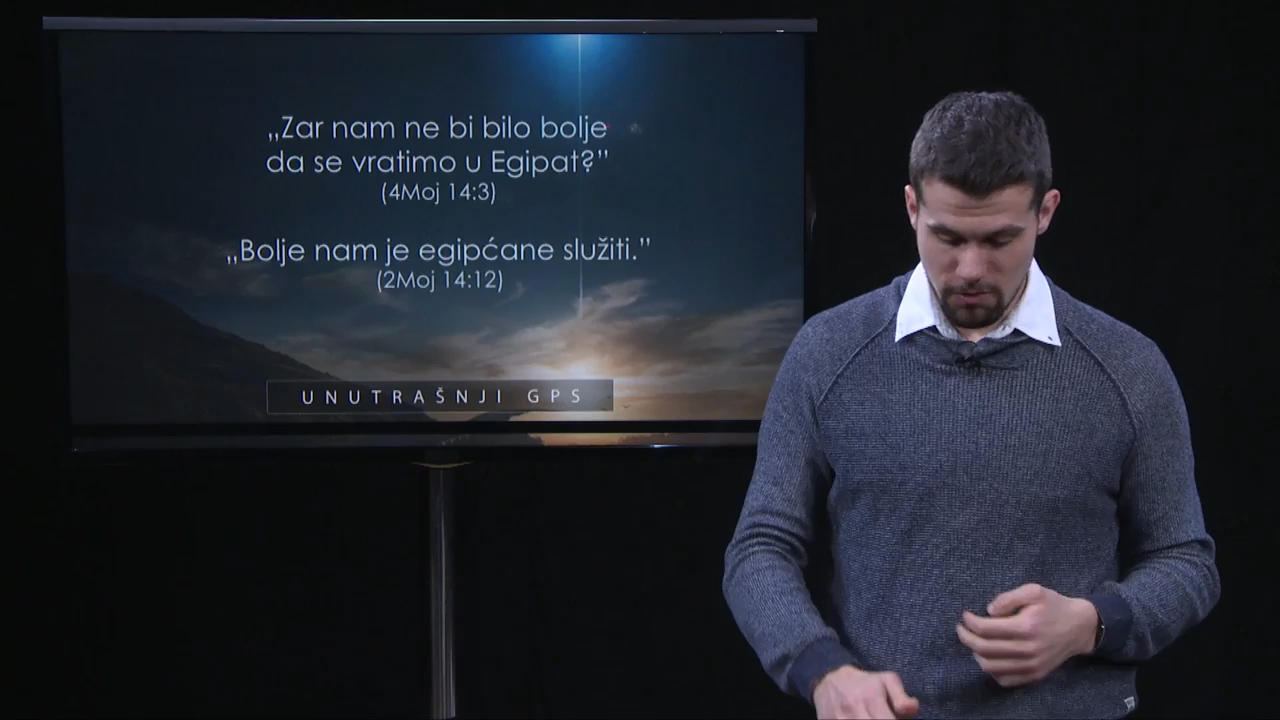 „Zar nam ne bi bilo bolje
da se vratimo u Egipat?”
(4Moj 14:3)
„Bolje nam je egipćane služiti.”
(2Moj 14:12)
UNUTRAŠNJI GPS